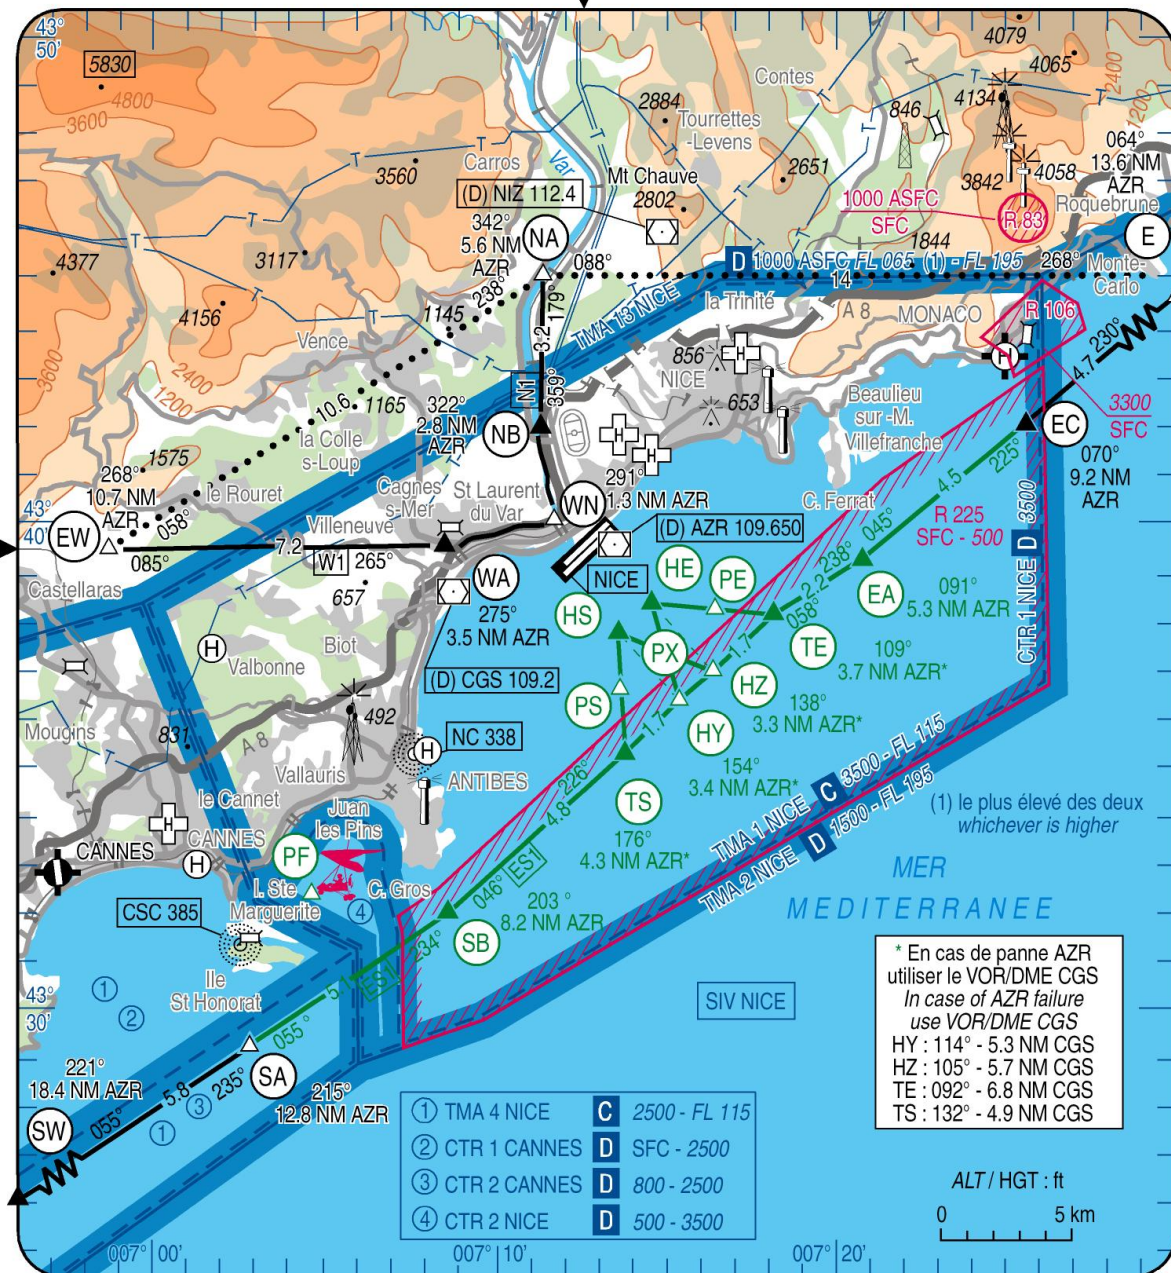 43°
50'
5830
4800
3600
Carros
Var
Contes
4079
4065
2400
1200
4134
846
2884
Tourrettes
-Levens
2651
3842
4058
064°
13.6 NM
AZR
Roquebrune
3560
(D) NIZ 112.4
Mt Chauve
2802
1000 ASFC
SFC
R 83
342°
5.6 NM
AZR
NA
E
4377
3117
1844
088°
D 1000 ASFC FL 065 (1) - FL 195
14
268°
Monte-
Carlo
238°
179°
4156
1145
Vence
TMA 13 NICE
la Trinité
A 8
MONACO
R 106
3.2
3600
2400
1200
856
NICE
H
H
4.7
230°
N1
359°
10.6
1165
322°
2.8 NM
AZR
NB
653
Beaulieu
sur -M.
Villefranche
3300
SFC
EC
070°
9.2 NM
AZR
la Colle
s-Loup
1575
268°
10.7 NM
AZR
le Rouret
Cagnes
s-Mer
St Laurent
du Var
H
H
291°
1.3 NM AZR
WN
C. Ferrat
4.5
225°
3500
43°
40'
EW
058°
Villeneuve
(D) AZR 109.650
R 225
SFC - 500
D
085°
7.2
W1
265°
NICE
HE
PE
045°
238°
2.2
EA
091°
5.3 NM AZR
CTR 1 NICE
Castellaras
657
WA
275°
3.5 NM AZR
HS
058°
TE
109°
3.7 NM AZR*
Biot
H
Valbonne
PX
1.7
(D) CGS 109.2
HZ
138°
3.3 NM AZR*
PS
Mougins
831
492
NC 338
H
HY
154°
3.4 NM AZR*
1.7
A 8
Vallauris
ANTIBES
226°
TS
176°
4.3 NM AZR*
TMA 1 NICE C 3500 - FL 115
TMA 2 NICE D 1500 - FL 195
(1) le plus élevé des deux
whichever is higher
le Cannet
Juan
les Pins
4.8
H
CANNES
CANNES
H
PF
ES1
046°
MER
MEDITERRANEE
I. Ste
Marguerite
C. Gros
4
203 °
8.2 NM AZR
CSC 385
SB
234°
Ile
St Honorat
ES1
5.1
* En cas de panne AZR
utiliser le VOR/DME CGS
In case of AZR failure
use VOR/DME CGS
HY : 114° - 5.3 NM CGS
HZ : 105° - 5.7 NM CGS
TE : 092° - 6.8 NM CGS
TS : 132° - 4.9 NM CGS
1
2
43°
30'
SIV NICE
055°
221°
18.4 NM AZR
235°
SA
215°
12.8 NM AZR
5.8
3
SW
055°
1
1 TMA 4 NICE C 2500 - FL 115
2 CTR 1 CANNES D SFC - 2500
3 CTR 2 CANNES D 800 - 2500
4 CTR 2 NICE D 500 - 3500
ALT / HGT : ft
0 5 km
007° 00'
007° 10'
007° 20'